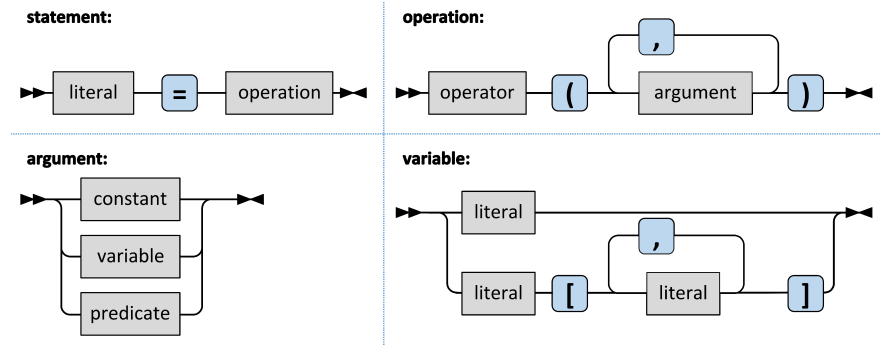 statement:
literal = operation
operation:
,
operator ( argument )
argument:
constant
variable
predicate
variable:
literal
,
literal [ literal ]